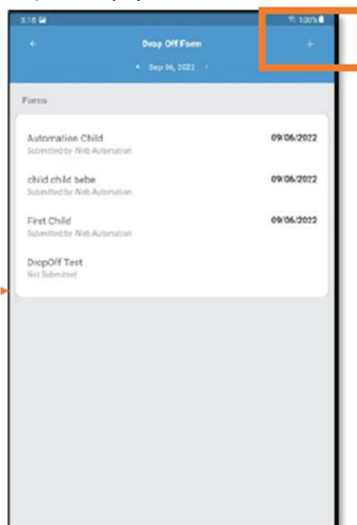 3:18 100%
Drop Off Form
Sep 06, 2022
Forms
Automation Child 09/06/2022
Submitted by Web Automation
child child bebe 09/06/2022
Submitted by Web Automation
First Child 09/06/2022
Submitted by Web Automation
DropOff Test
Not Submitted